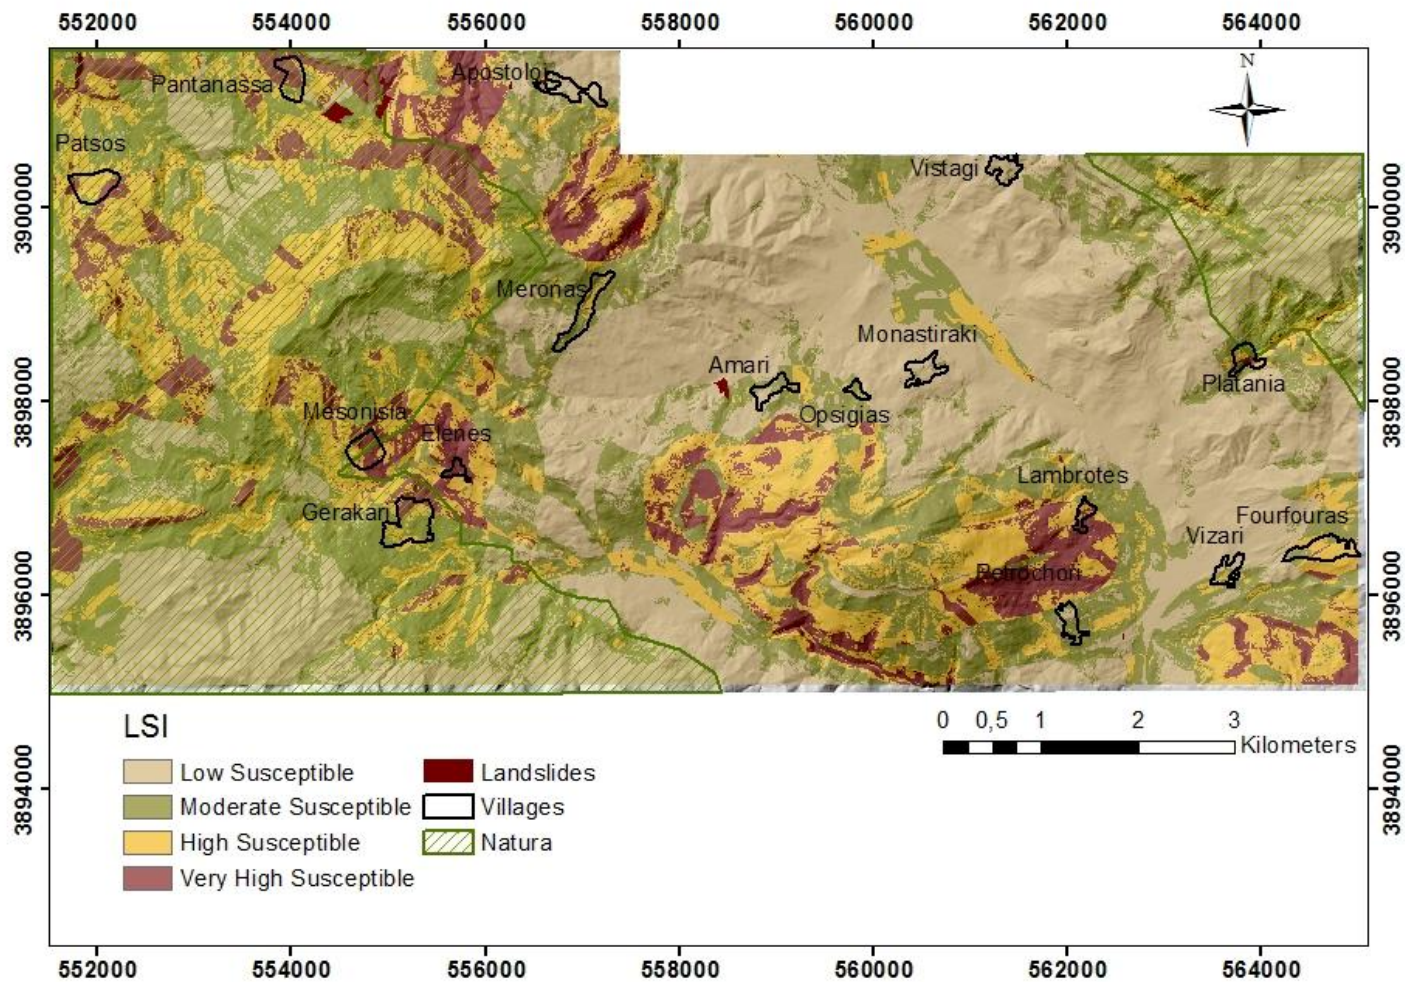 552000 554000 556000 558000 560000 562000 564000
N
Apostoloi
Pantanassa
Patsos
Vistagi
3900000 3900000
Meronas
Monastiraki
Amari
Platania
3898000 3898000
Opsigias
Mesonisia
Elenes
Lambrotes
Gerakari
Fourfouras
Vizari
Petrochori
3896000 3896000
LSI
0 0,5 1 2 3
Kilometers
Low Susceptible
Landslides
Moderate Susceptible
Villages
High Susceptible
Natura
Very High Susceptible
3894000 3894000
552000 554000 556000 558000 560000 562000 564000